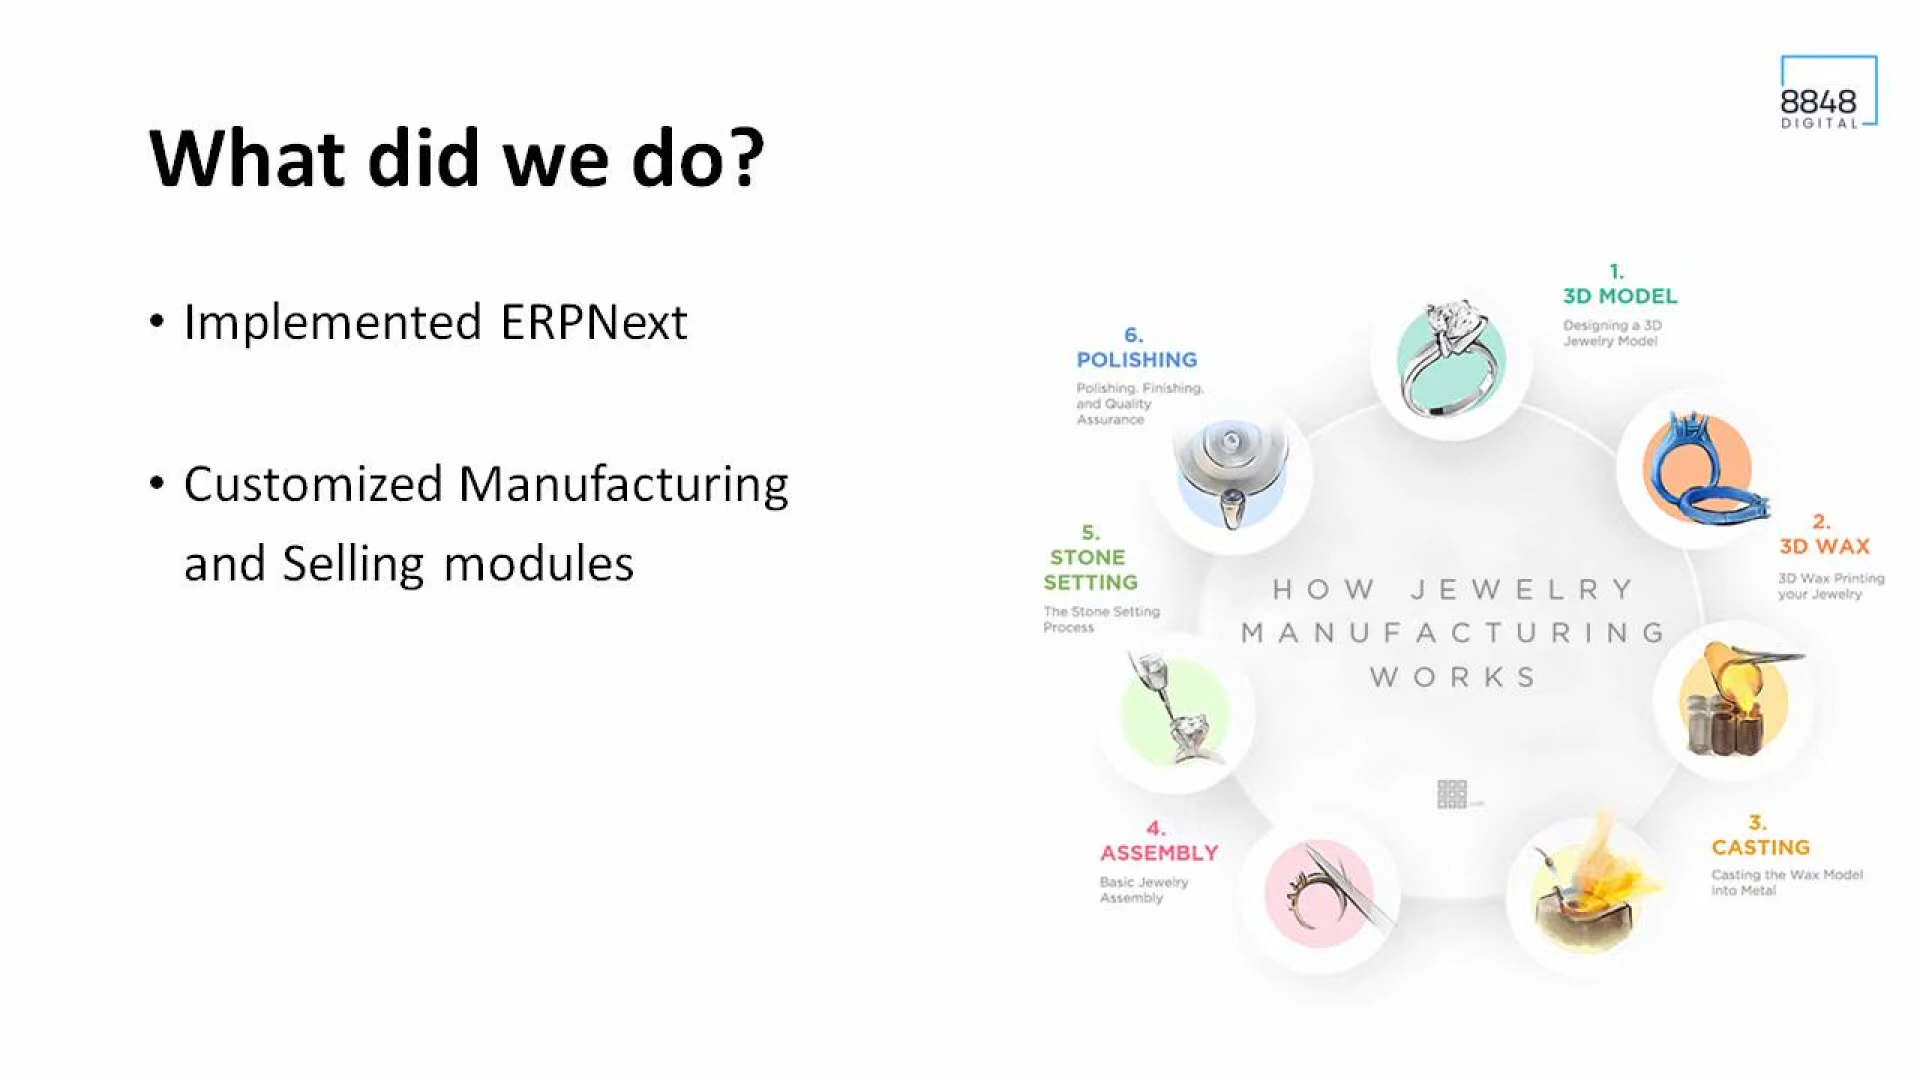 8848
DIGITAL
What did we do?
• Implemented ERPNext
• Customized Manufacturing
and Selling modules
HOW JEWELRY
MANUFACTURING
WORKS
1.
3D MODEL
Designing a 3D
Jewelry Model
2.
3D WAX
3D Wax Printing
your Jewelry
3.
CASTING
Casting the Wax Model
into Metal
4.
ASSEMBLY
Basic Jewelry
Assembly
5.
STONE
SETTING
The Stone Setting
Process
6.
POLISHING
Polishing, Finishing,
and Quality
Assurance